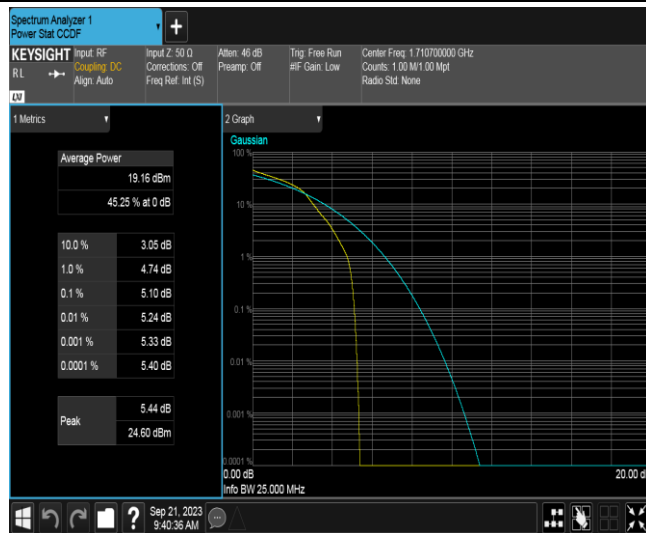 Spectrum Analyzer 1
Power Stat CCDF
+
KEYSIGHT
RL
Input: RF
Coupling: DC
Align: Auto
Input Z: 50 Ω
Corrections: Off
Freq Ref: Int (S)
Atten: 46 dB
Preamp: Off
Trig: Free Run
#IF Gain: Low
Center Freq: 1.710700000 GHz
Counts: 1.00 M/1.00 Mpt
Radio Std: None
1 Metrics
Average Power
19.16 dBm
45.25 % at 0 dB
10.0 % 3.05 dB
1.0 % 4.74 dB
0.1 % 5.10 dB
0.01 % 5.24 dB
0.001 % 5.33 dB
0.0001 % 5.40 dB
Peak
5.44 dB
24.60 dBm
2 Graph
Gaussian
100 %
10 %
1 %
0.1 %
0.01 %
0.001 %
0.0001 %
0.00 dB
20.00 d
Info BW 25.000 MHz
?
Sep 21, 2023
9:40:36 AM